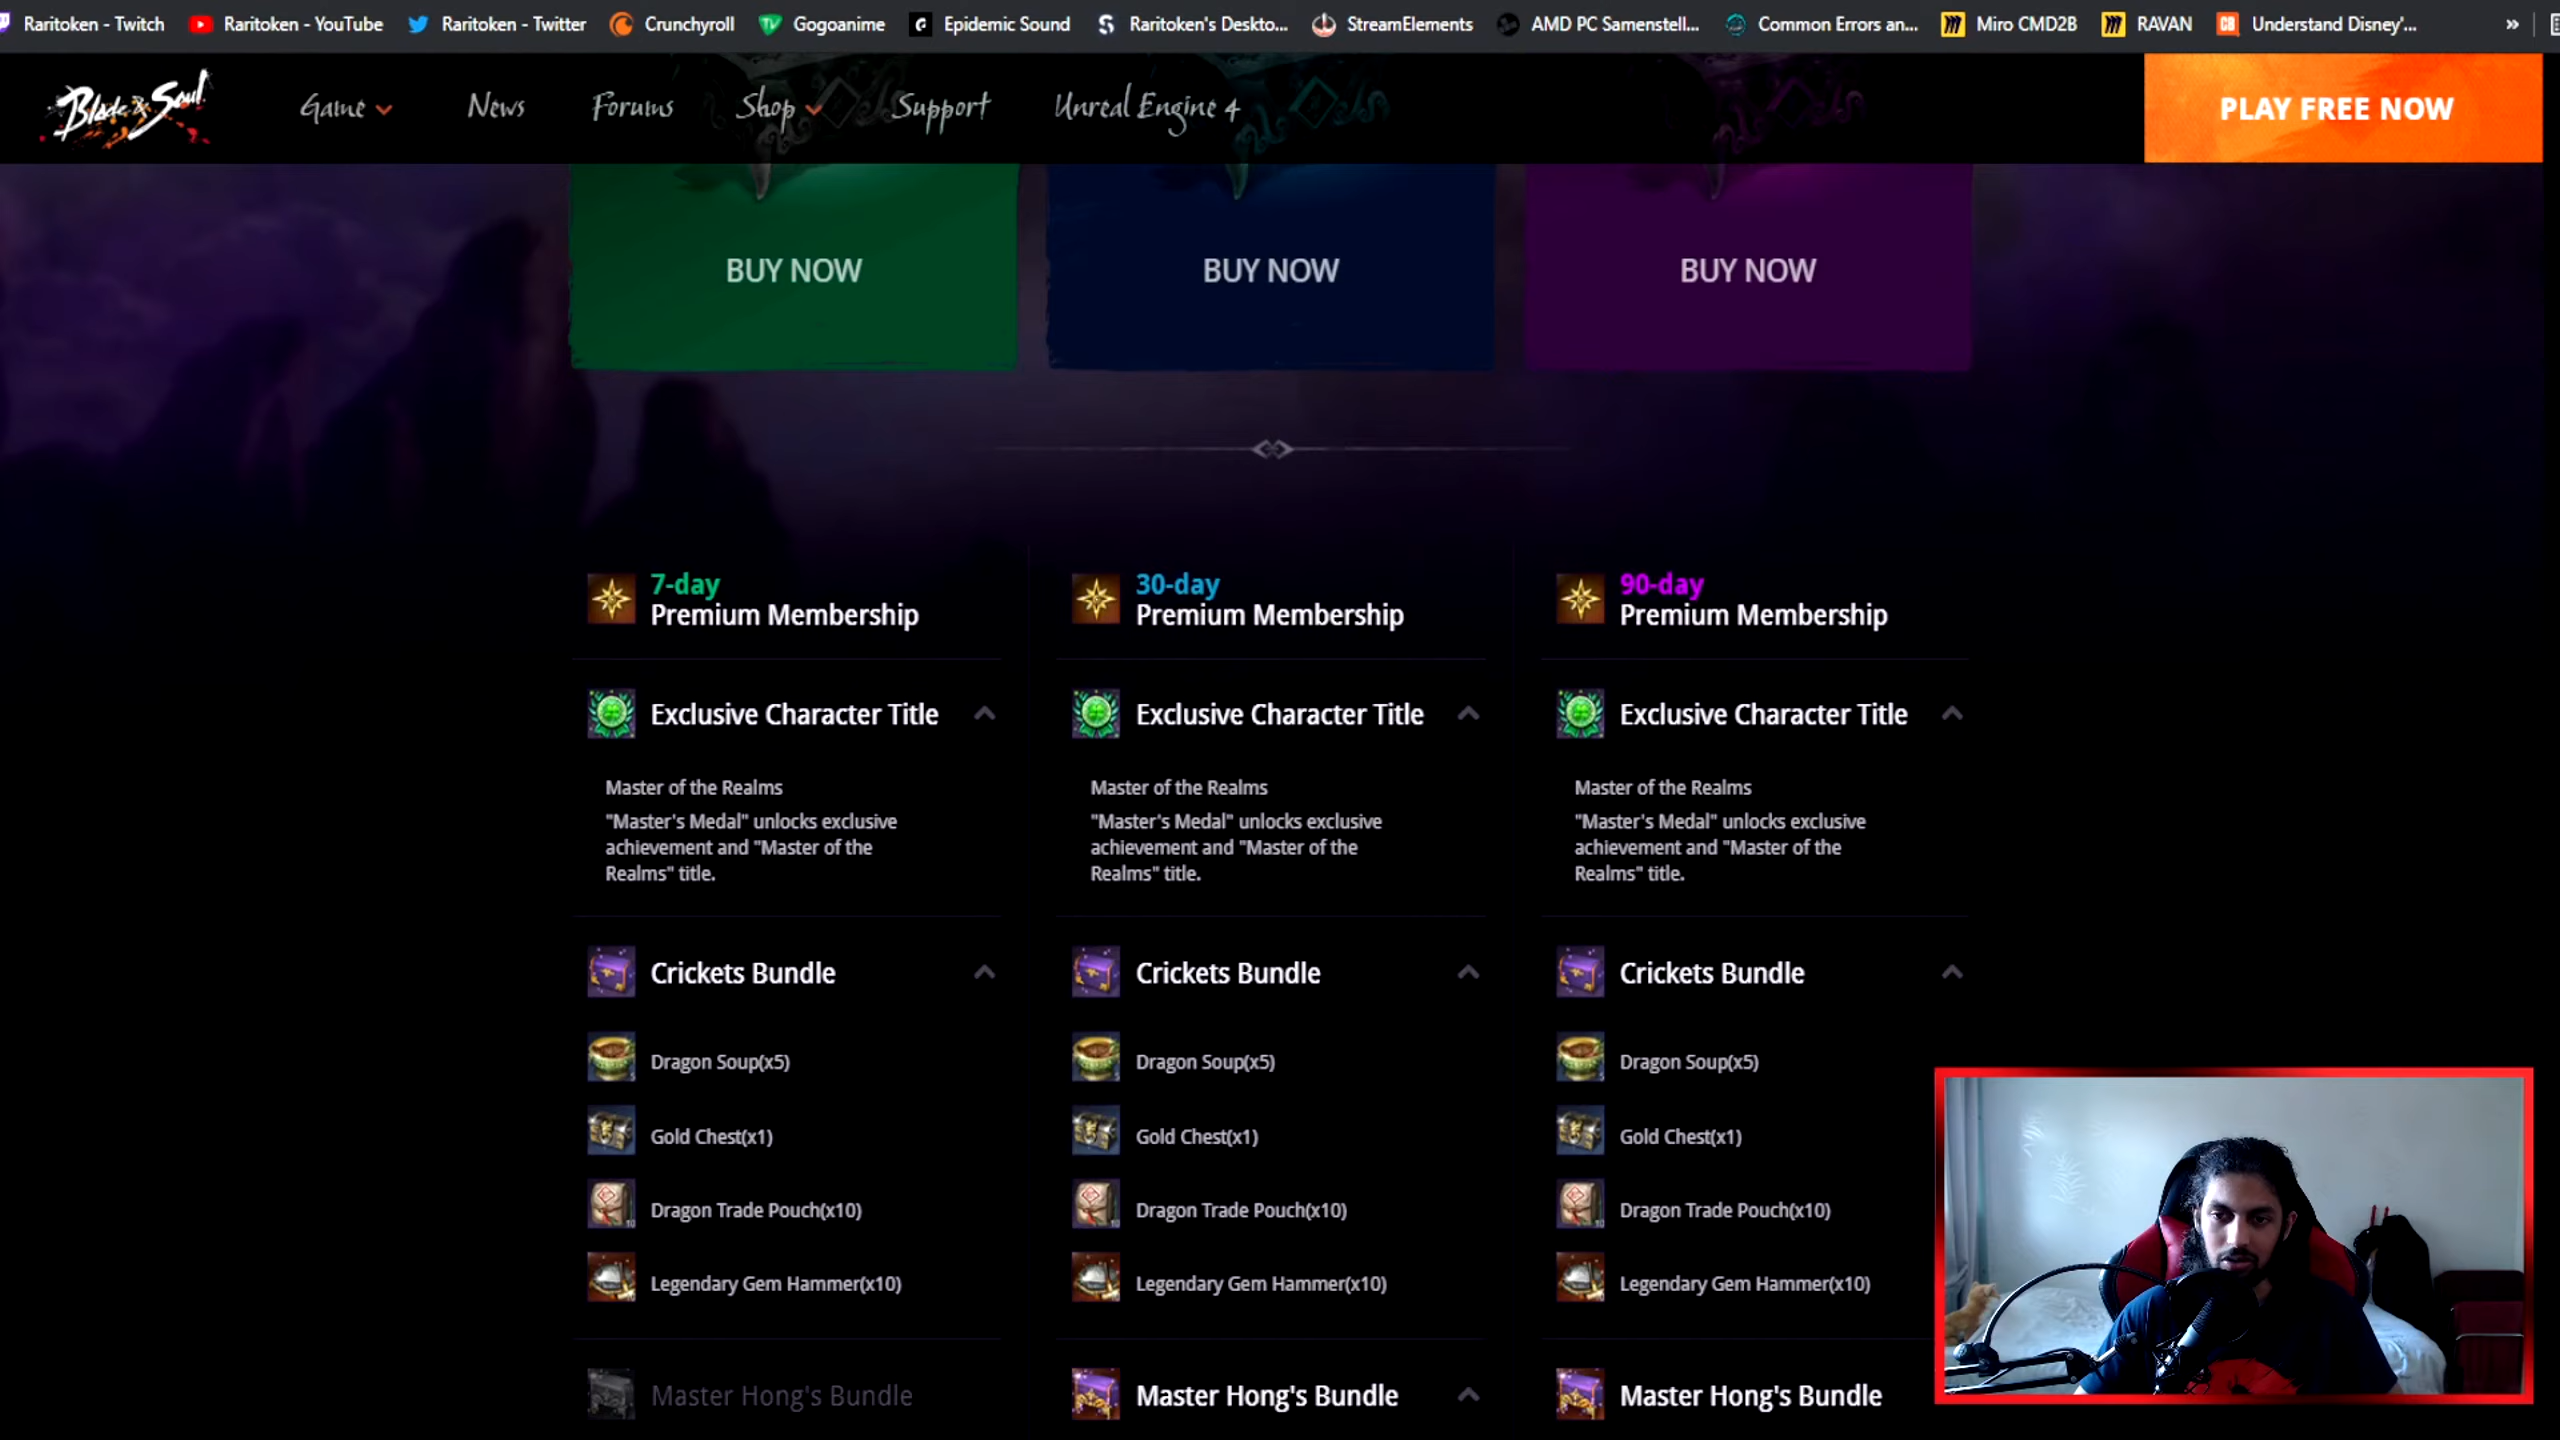 Raritoken - Twitch
Raritoken - YouTube
Raritoken - Twitter
Crunchyroll
Gogoanime
Epidemic Sound
Raritoken's Deskto...
StreamElements
AMD PC Samenstell...
Common Errors an...
Miro CMD2B
RAVAN
Understand Disney'...
»
Blade & Soul
Game
News
Forums
Shop
Support
Unreal Engine 4
PLAY FREE NOW
BUY NOW
BUY NOW
BUY NOW
7-day
Premium Membership
30-day
Premium Membership
90-day
Premium Membership
Exclusive Character Title
Exclusive Character Title
Exclusive Character Title
Master of the Realms
"Master's Medal" unlocks exclusive
achievement and "Master of the
Realms" title.
Master of the Realms
"Master's Medal" unlocks exclusive
achievement and "Master of the
Realms" title.
Master of the Realms
"Master's Medal" unlocks exclusive
achievement and "Master of the
Realms" title.
Crickets Bundle
Crickets Bundle
Crickets Bundle
Dragon Soup(x5)
Dragon Soup(x5)
Dragon Soup(x5)
Gold Chest(x1)
Gold Chest(x1)
Gold Chest(x1)
Dragon Trade Pouch(x10)
Dragon Trade Pouch(x10)
Dragon Trade Pouch(x10)
Legendary Gem Hammer(x10)
Legendary Gem Hammer(x10)
Legendary Gem Hammer(x10)
Master Hong's Bundle
Master Hong's Bundle
Master Hong's Bundle